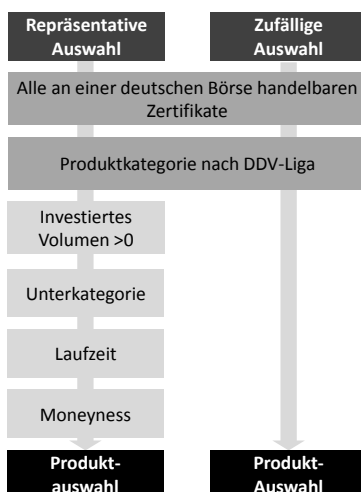 Repräsentative
Auswahl
Zufällige
Auswahl
Alle an einer deutschen Börse handelbaren
Zertifikate
Produktkategorie nach DDV-Liga
Investiertes
Volumen >0
Unterkategorie
Laufzeit
Moneyness
Produkt-
auswahl
Produkt-
Auswahl